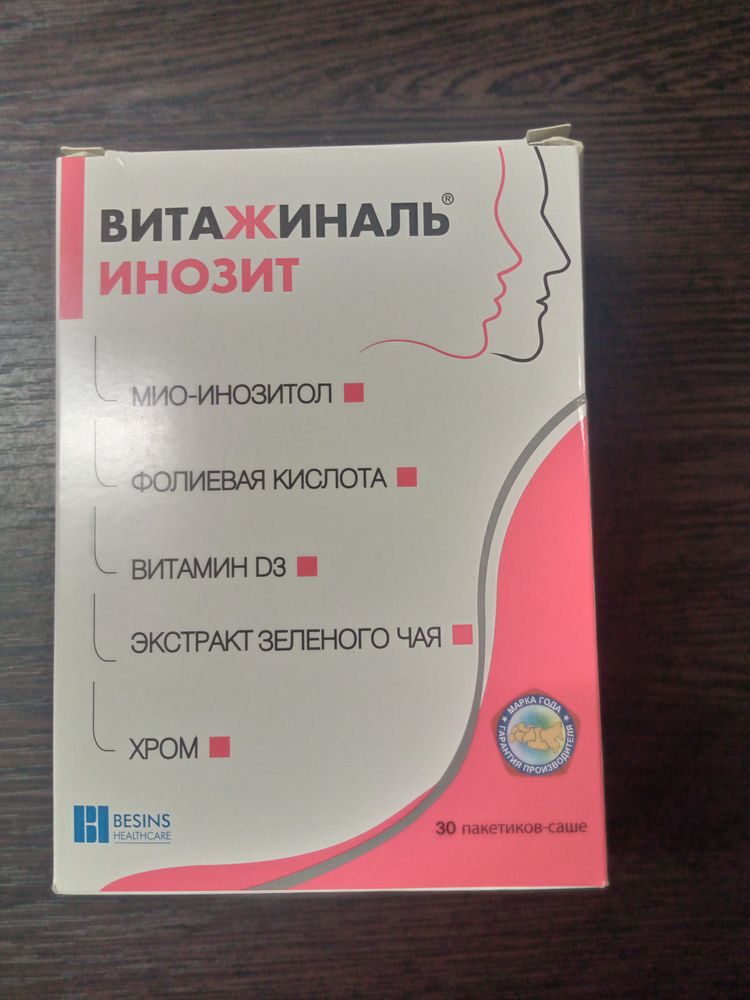 ВИТАЖИНАЛЬ®
ИНОЗИТ
МИО-ИНОЗИТОЛ
ФОЛИЕВАЯ КИСЛОТА
ВИТАМИН D3
ЭКСТРАКТ ЗЕЛЕНОГО ЧАЯ
ХРОМ
МАРКА ГОДА
ГАРАНТИЯ ПРОИЗВОДИТЕЛЯ
BESINS
HEALTHCARE
30 пакетиков-саше